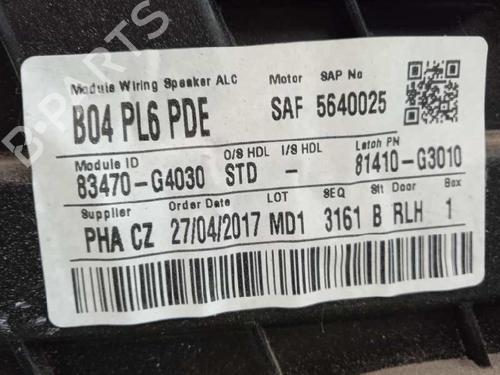 Module Wiring Speaker ALC Motor SAP No
B04 PL6 PDE SAF 5640025
Module ID O/S HDL I/S HDL Latch PN
83470-G4030 STD - 81410-G3010
Supplier Order Date LOT SEQ Sit Door Box
PHA CZ 27/04/2017 MD1 3161 B RLH 1
B-PARTS